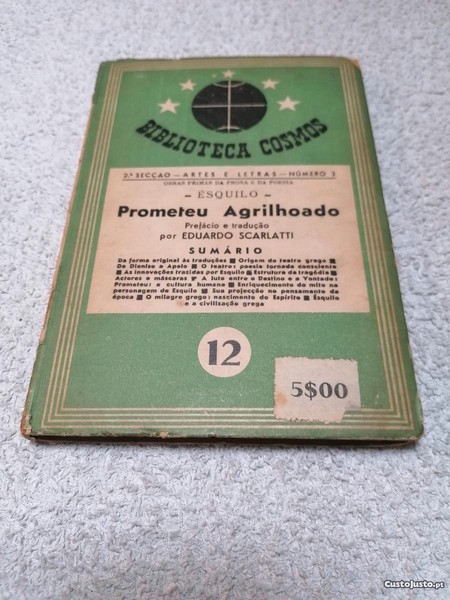 BIBLIOTECA COSMOS
2.ª SECÇÃO — ARTES E LETRAS — NÚMERO 3
OBRAS PRIMAS DA PROSA E DA POESIA
— ÉSQUILO —
Prometeu Agrilhoado
Prefácio e tradução
por EDUARDO SCARLATTI
SUMÁRIO
Da forma original às traduções ■ Origem do teatro grego ■
De Dioniso a Apolo ■ O teatro: poesia tornada consciente
■ As innovações trazidas por Esquilo ■ Estrutura da tragédia ■
Actores e máscaras ■ A luta entre o Destino e a Vontade:
Prometeu: a cultura humana ■ Enriquecimento do mito na
personagem de Esquilo ■ Sua projecção no pensamento da
época ■ O milagre grego: nascimento do Espírito ■ Ésquilo
e a civilização grega
12
5$00
CustoJusto.pt